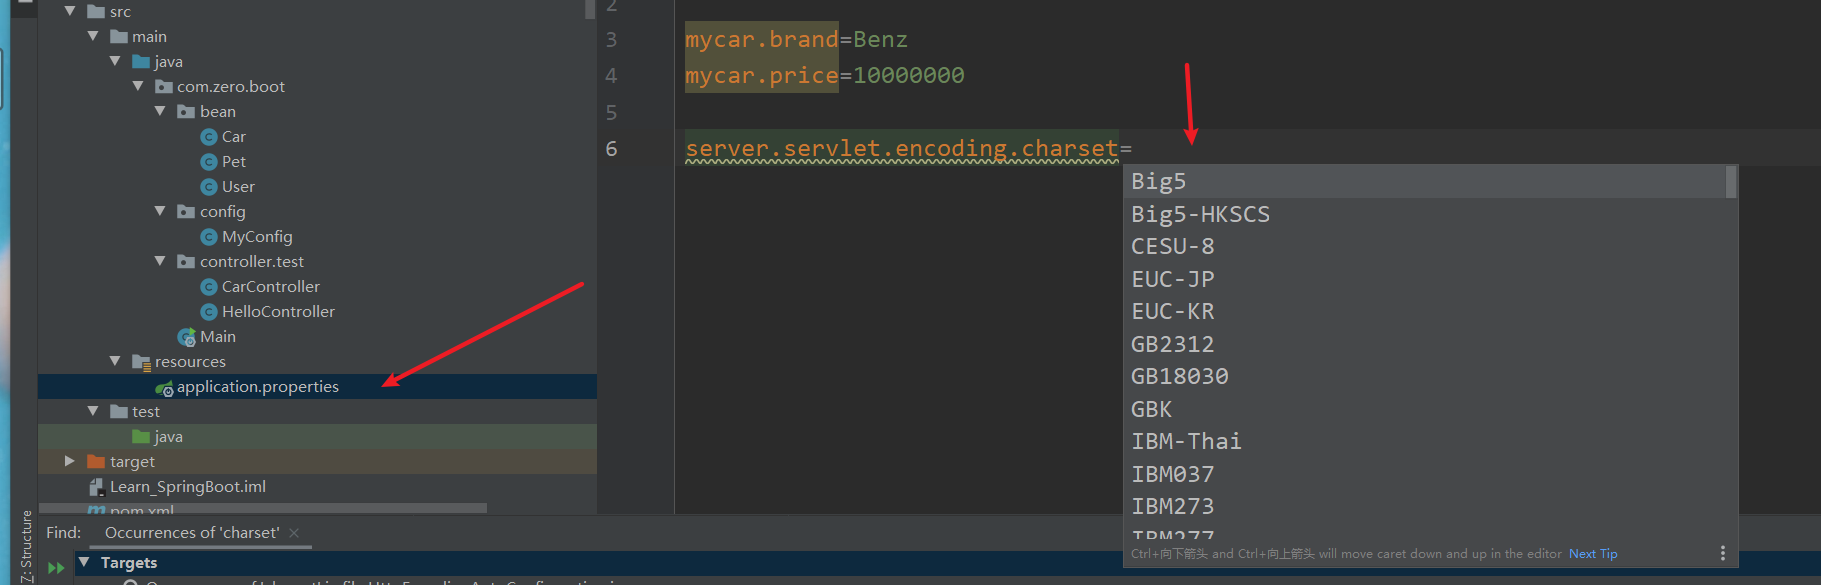 src
main
java
com.zero.boot
bean
Car
Pet
User
config
MyConfig
controller.test
CarController
HelloController
Main
resources
application.properties
test
java
target
Learn_SpringBoot.iml
pom.xml
2
3 mycar.brand=Benz
4 mycar.price=10000000
5
6 server.servlet.encoding.charset=
Big5
Big5-HKSCS
CESU-8
EUC-JP
EUC-KR
GB2312
GB18030
GBK
IBM-Thai
IBM037
IBM273
IBM277
Ctrl+向下箭头 and Ctrl+向上箭头 will move caret down and up in the editor Next Tip
Z: Structure
Find: Occurrences of 'charset'
Targets